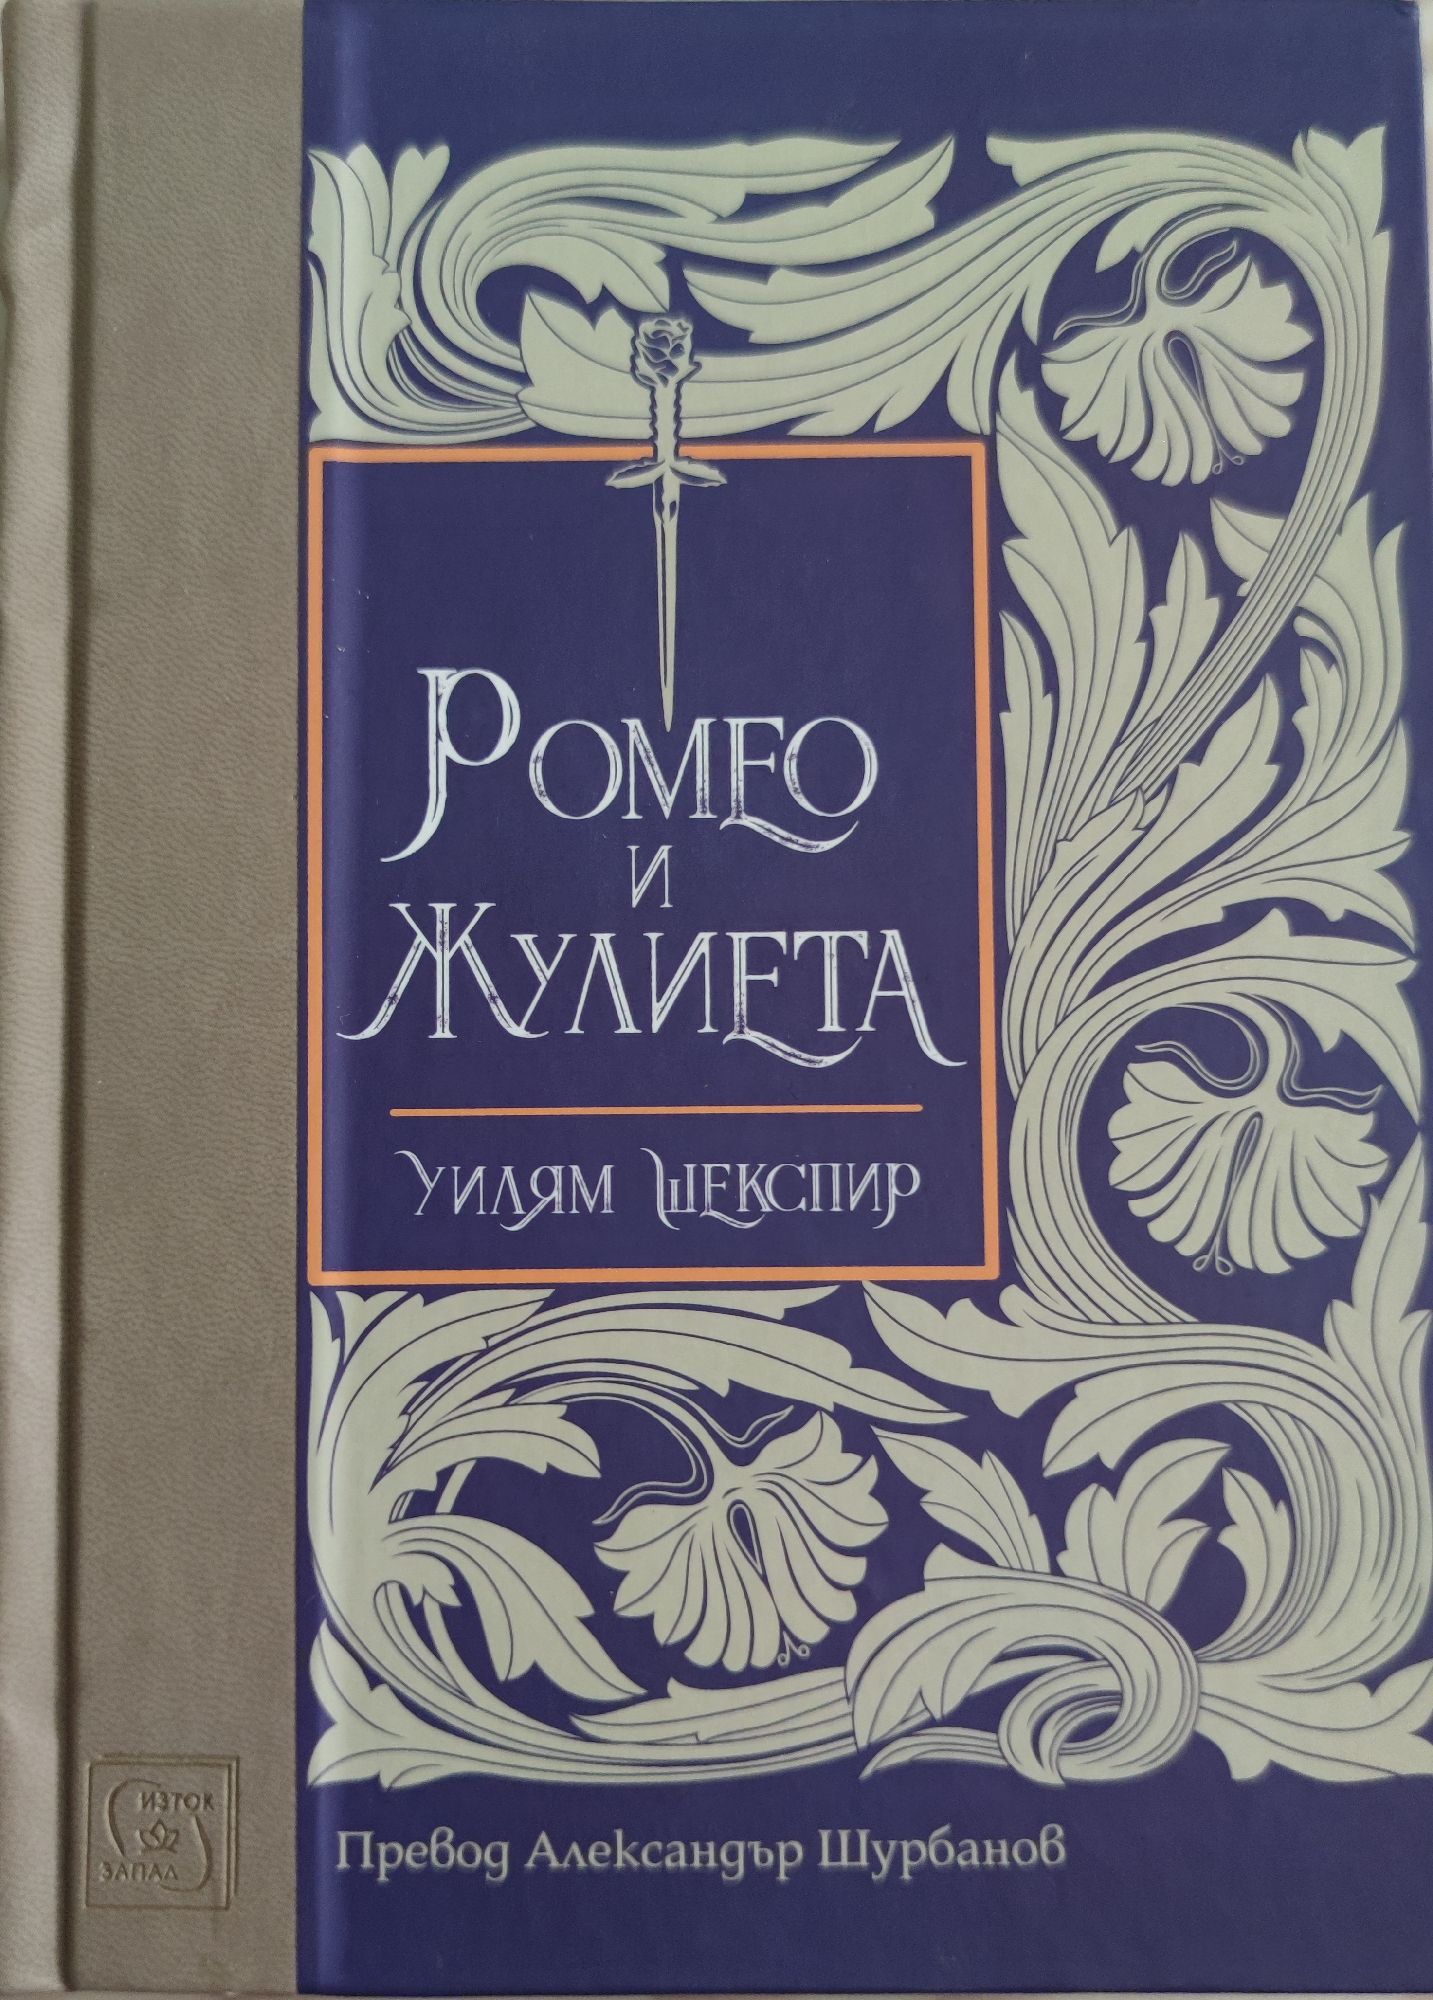 Ромео
и
Жулиета
Уилям Шекспир
Превод Александър Шурбанов
ИЗТОК
ЗАПАД